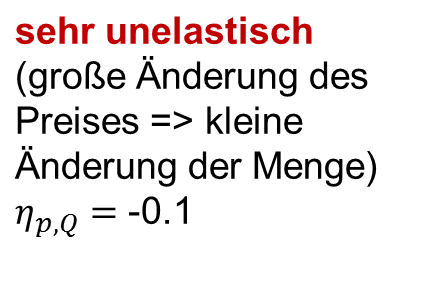 sehr unelastisch
(große Änderung des
Preises => kleine
Änderung der Menge)
𝜂𝑝,𝑄 = -0.1